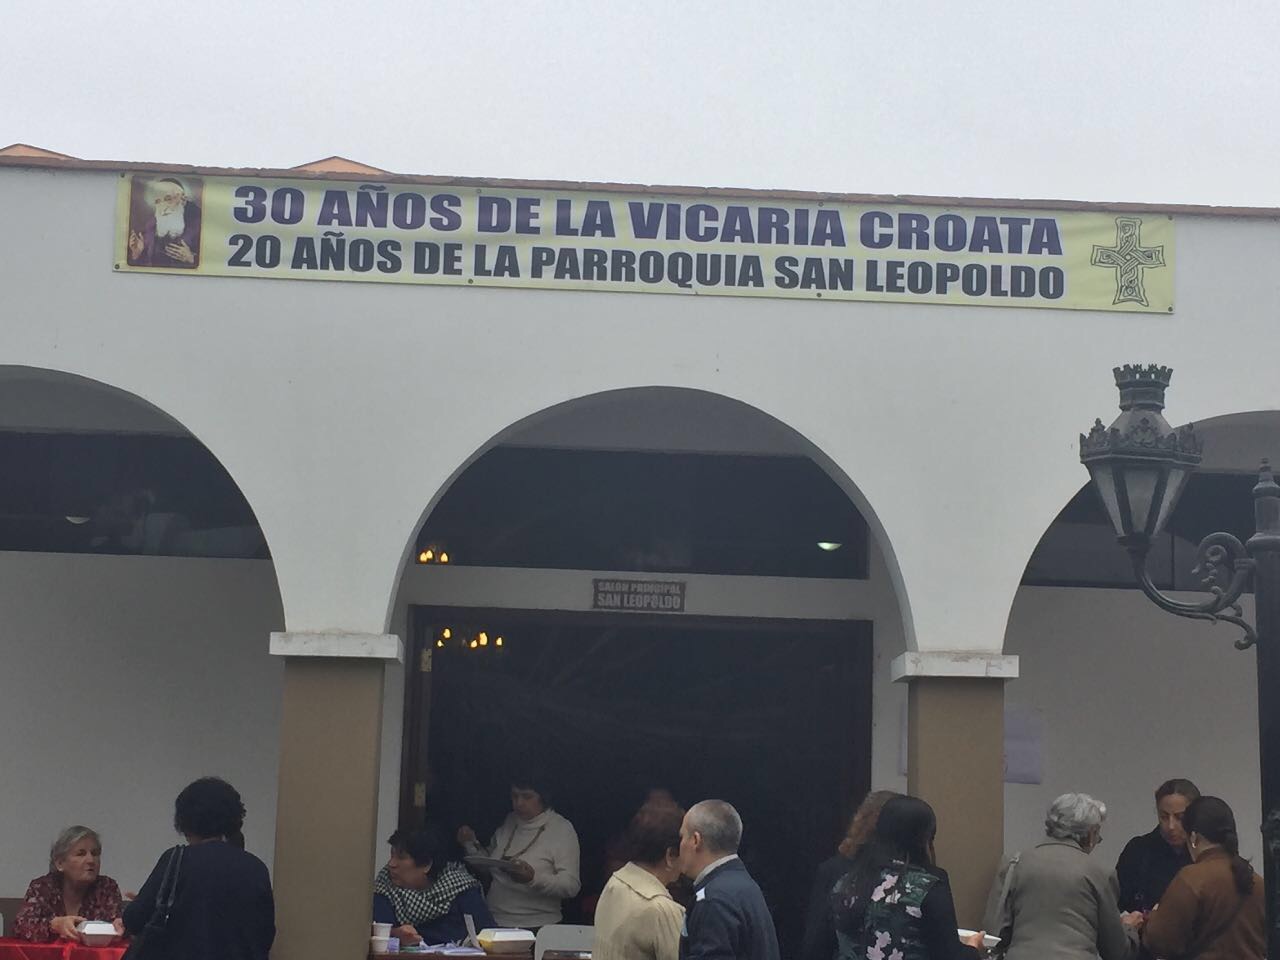 30 AÑOS DE LA VICARIA CROATA
20 AÑOS DE LA PARROQUIA SAN LEOPOLDO
SALON PRINCIPAL
SAN LEOPOLDO